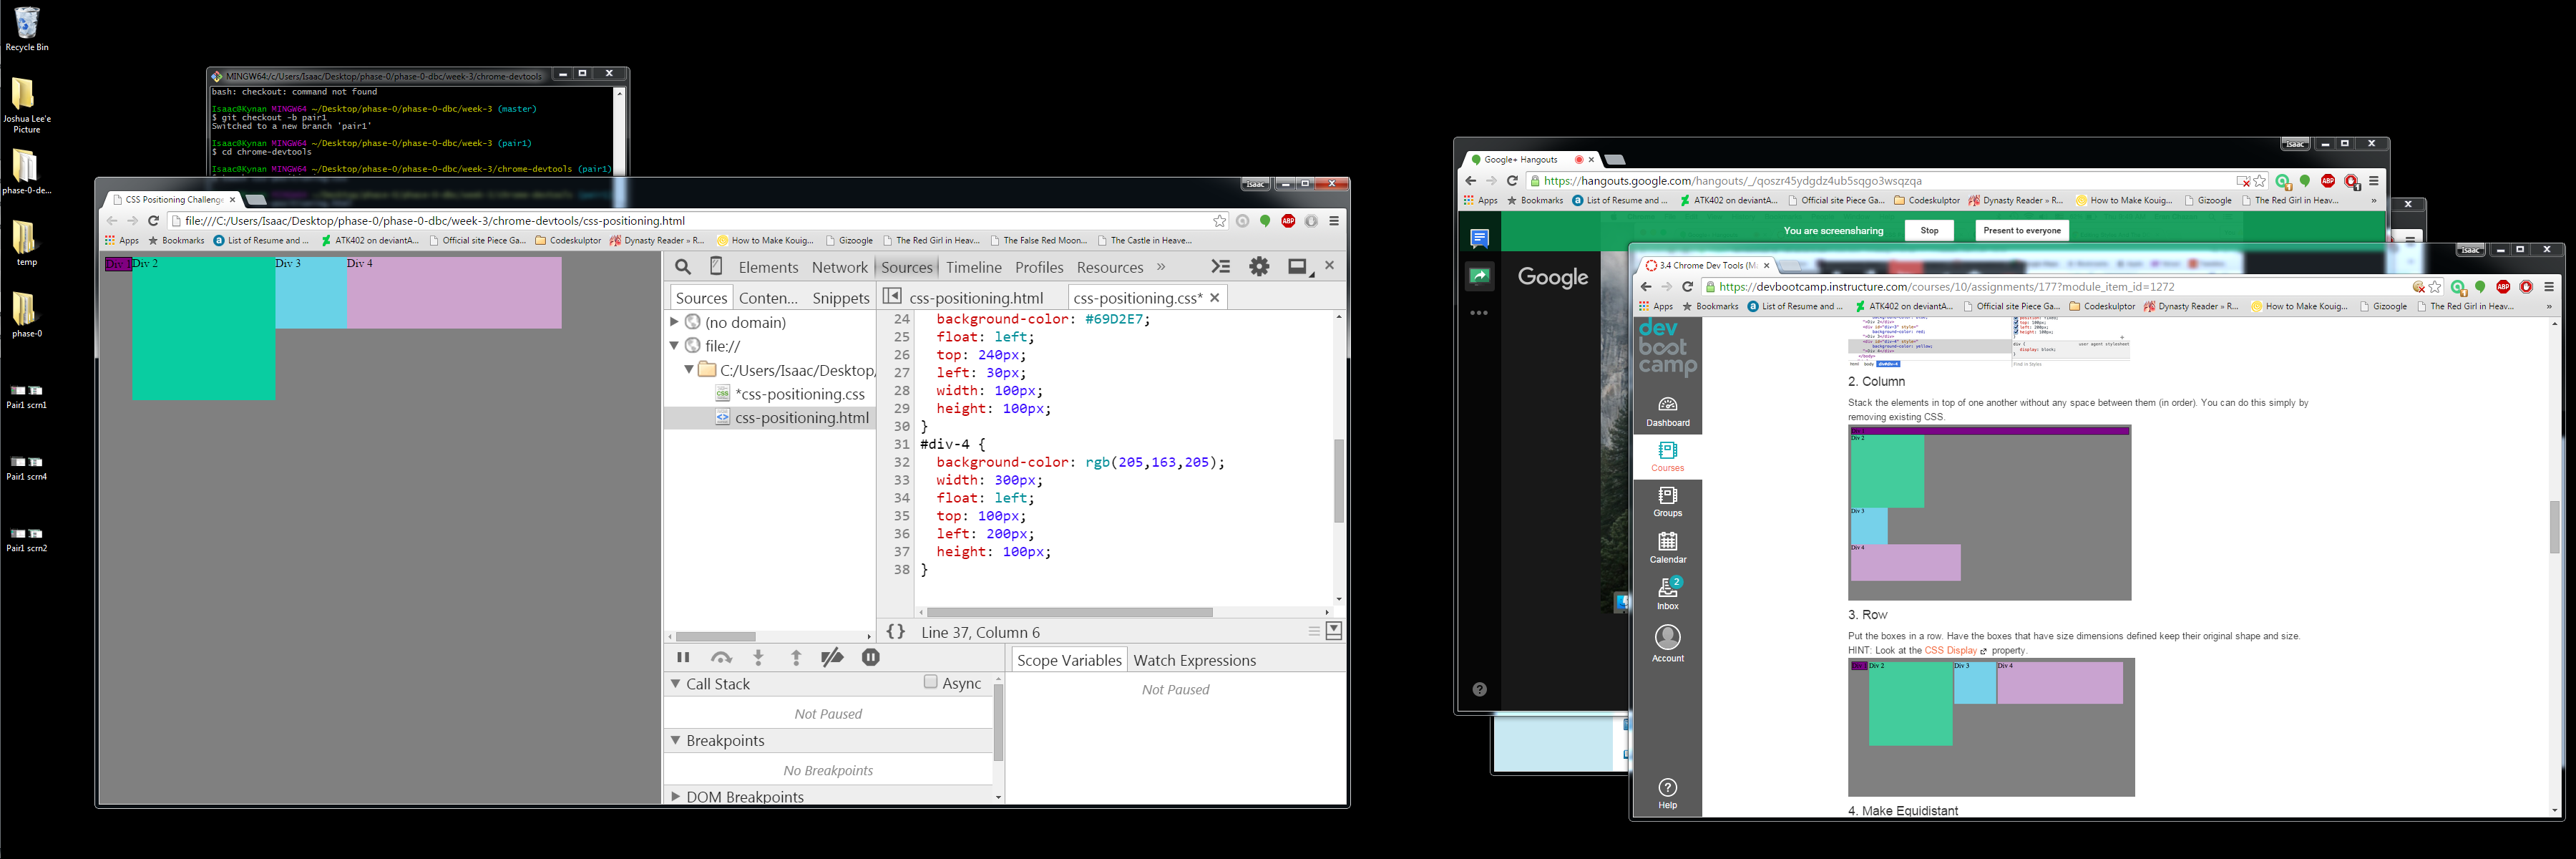 Recycle Bin
Joshua Lee'e
Picture
phase-0-de...
temp
phase-0
Pair1 scrn1
Pair1 scrn4
Pair1 scrn2
MINGW64:/c/Users/Isaac/Desktop/phase-0/phase-0-dbc/week-3/chrome-devtools
bash: checkout: command not found
Isaac@Kynan MINGW64 ~/Desktop/phase-0/phase-0-dbc/week-3 (master)
$ git checkout -b pair1
Switched to a new branch 'pair1'
Isaac@Kynan MINGW64 ~/Desktop/phase-0/phase-0-dbc/week-3 (pair1)
$ cd chrome-devtools
Isaac@Kynan MINGW64 ~/Desktop/phase-0/phase-0-dbc/week-3/chrome-devtools (pair1)
Isaac
CSS Positioning Challenge
file:///C:/Users/Isaac/Desktop/phase-0/phase-0-dbc/week-3/chrome-devtools/css-positioning.html
ABP
Apps Bookmarks List of Resume and ... ATK402 on deviantA... Official site Piece Ga... Codeskulptor Dynasty Reader » R... How to Make Kouig... Gizoogle The Red Girl in Heav... The False Red Moon... The Castle in Heave...
Div 1 Div 2 Div 3 Div 4
Elements Network Sources Timeline Profiles Resources »
Sources Conten... Snippets css-positioning.html css-positioning.css* ×
(no domain)
file://
C:/Users/Isaac/Desktop/
*css-positioning.css
css-positioning.html
24 background-color: #69D2E7;
25 float: left;
26 top: 240px;
27 left: 30px;
28 width: 100px;
29 height: 100px;
30 }
31 #div-4 {
32 background-color: rgb(205,163,205);
33 width: 300px;
34 float: left;
35 top: 100px;
36 left: 200px;
37 height: 100px;
38 }
{} Line 37, Column 6
Call Stack Async
Not Paused
Breakpoints
No Breakpoints
DOM Breakpoints
Scope Variables Watch Expressions
Not Paused
Isaac
Google+ Hangouts
https://hangouts.google.com/hangouts/_/qoszr45ydgdz4ub5sqgo3wsqzqa
ABP
Apps Bookmarks List of Resume and ... ATK402 on deviantA... Official site Piece Ga... Codeskulptor Dynasty Reader » R... How to Make Kouig... Gizoogle The Red Girl in Heav... »
You are screensharing Stop Present to everyone
Google
Isaac
3.4 Chrome Dev Tools (Ma
https://devbootcamp.instructure.com/courses/10/assignments/177?module_item_id=1272
ABP
Apps Bookmarks List of Resume and ... ATK402 on deviantA... Official site Piece Ga... Codeskulptor Dynasty Reader » R... How to Make Kouig... Gizoogle The Red Girl in Heav... »
dev
boot
camp
Dashboard
Courses
Groups
Calendar
2
Inbox
Account
Help
2. Column
Stack the elements in top of one another without any space between them (in order). You can do this simply by
removing existing CSS.
Div 2
Div 3
Div 4
3. Row
Put the boxes in a row. Have the boxes that have size dimensions defined keep their original shape and size.
HINT: Look at the CSS Display property.
Div 1 Div 2 Div 3 Div 4
4. Make Equidistant